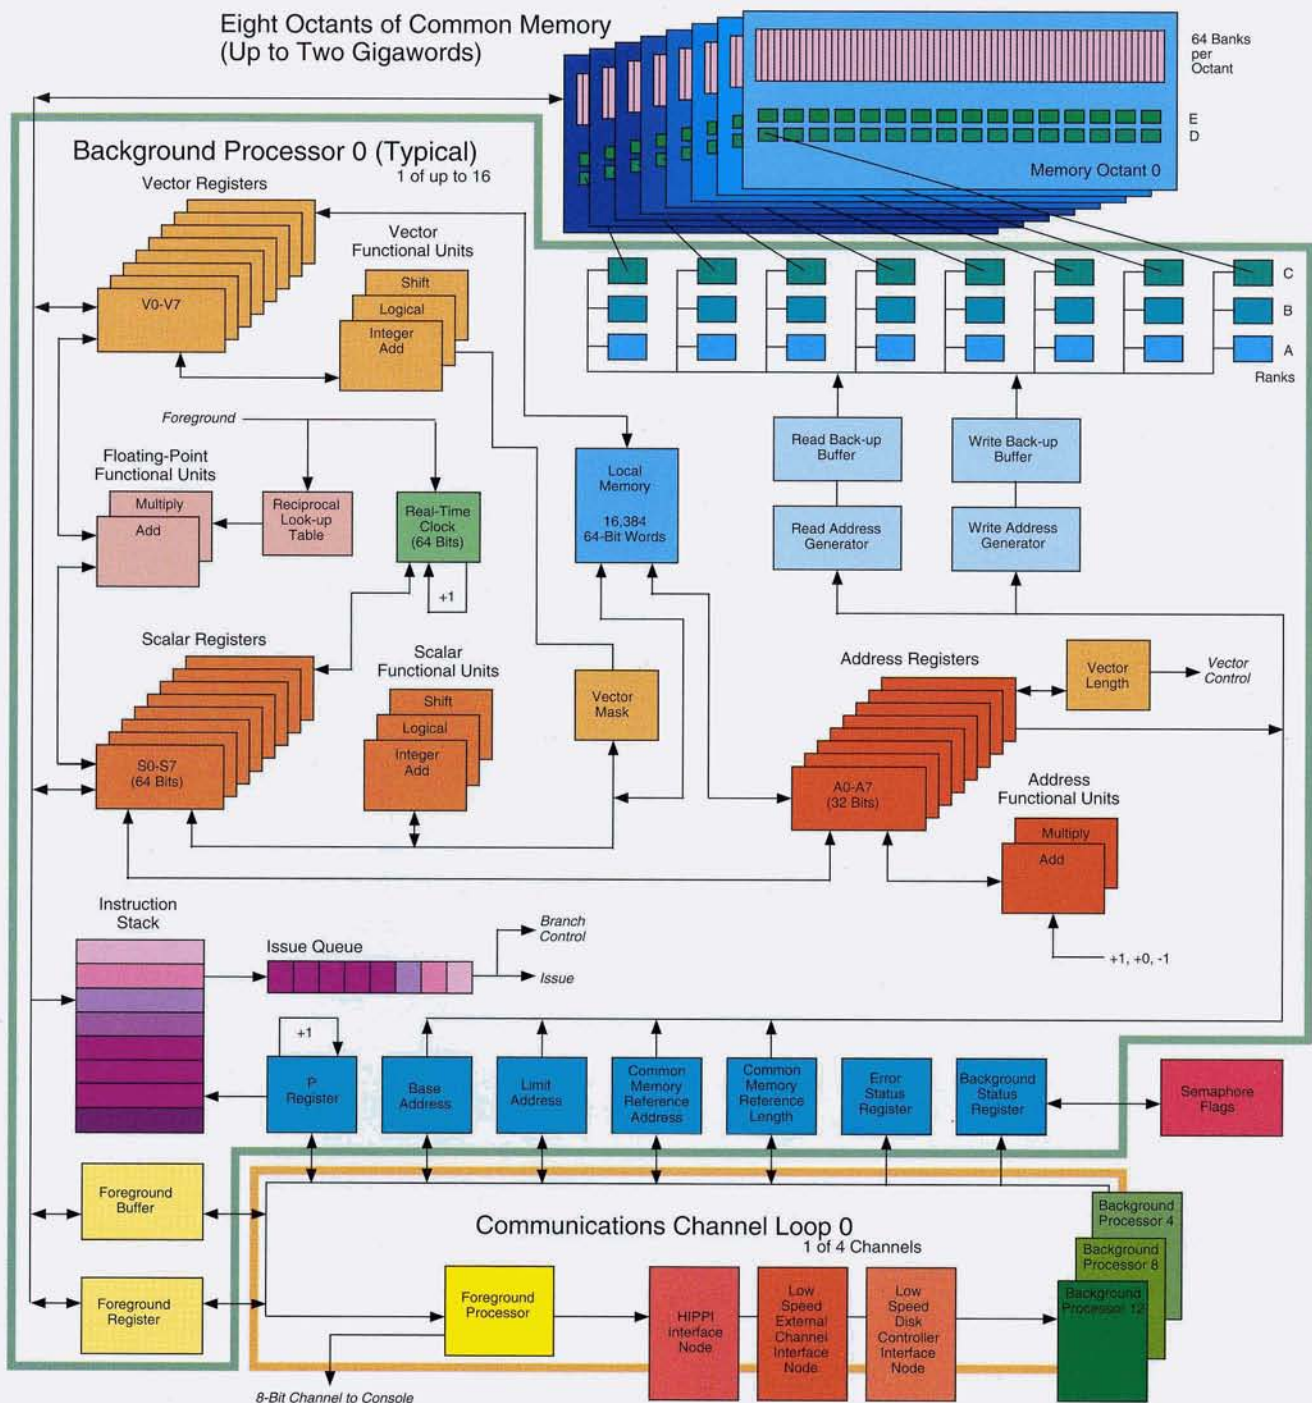 Eight Octants of Common Memory
(Up to Two Gigawords)
64 Banks
per
Octant
E
D
Memory Octant 0
Background Processor 0 (Typical)
1 of up to 16
Vector Registers
V0-V7
Vector
Functional Units
Shift
Logical
Integer
Add
C
B
A
Ranks
Foreground
Floating-Point
Functional Units
Multiply
Add
Reciprocal
Look-up
Table
Real-Time
Clock
(64 Bits)
+1
Local
Memory
16,384
64-Bit Words
Read Back-up
Buffer
Write Back-up
Buffer
Read Address
Generator
Write Address
Generator
Scalar Registers
S0-S7
(64 Bits)
Scalar
Functional Units
Shift
Logical
Integer
Add
Vector
Mask
Address Registers
A0-A7
(32 Bits)
Vector
Length
Vector
Control
Address
Functional Units
Multiply
Add
+1, +0, -1
Instruction
Stack
Issue Queue
Branch
Control
Issue
+1
P
Register
Base
Address
Limit
Address
Common
Memory
Reference
Address
Common
Memory
Reference
Length
Error
Status
Register
Background
Status
Register
Semaphore
Flags
Foreground
Buffer
Foreground
Register
Communications Channel Loop 0
1 of 4 Channels
Foreground
Processor
HIPPI
Interface
Node
Low
Speed
External
Channel
Interface
Node
Low
Speed
Disk
Controller
Interface
Node
Background
Processor 4
Background
Processor 8
Background
Processor 12
8-Bit Channel to Console